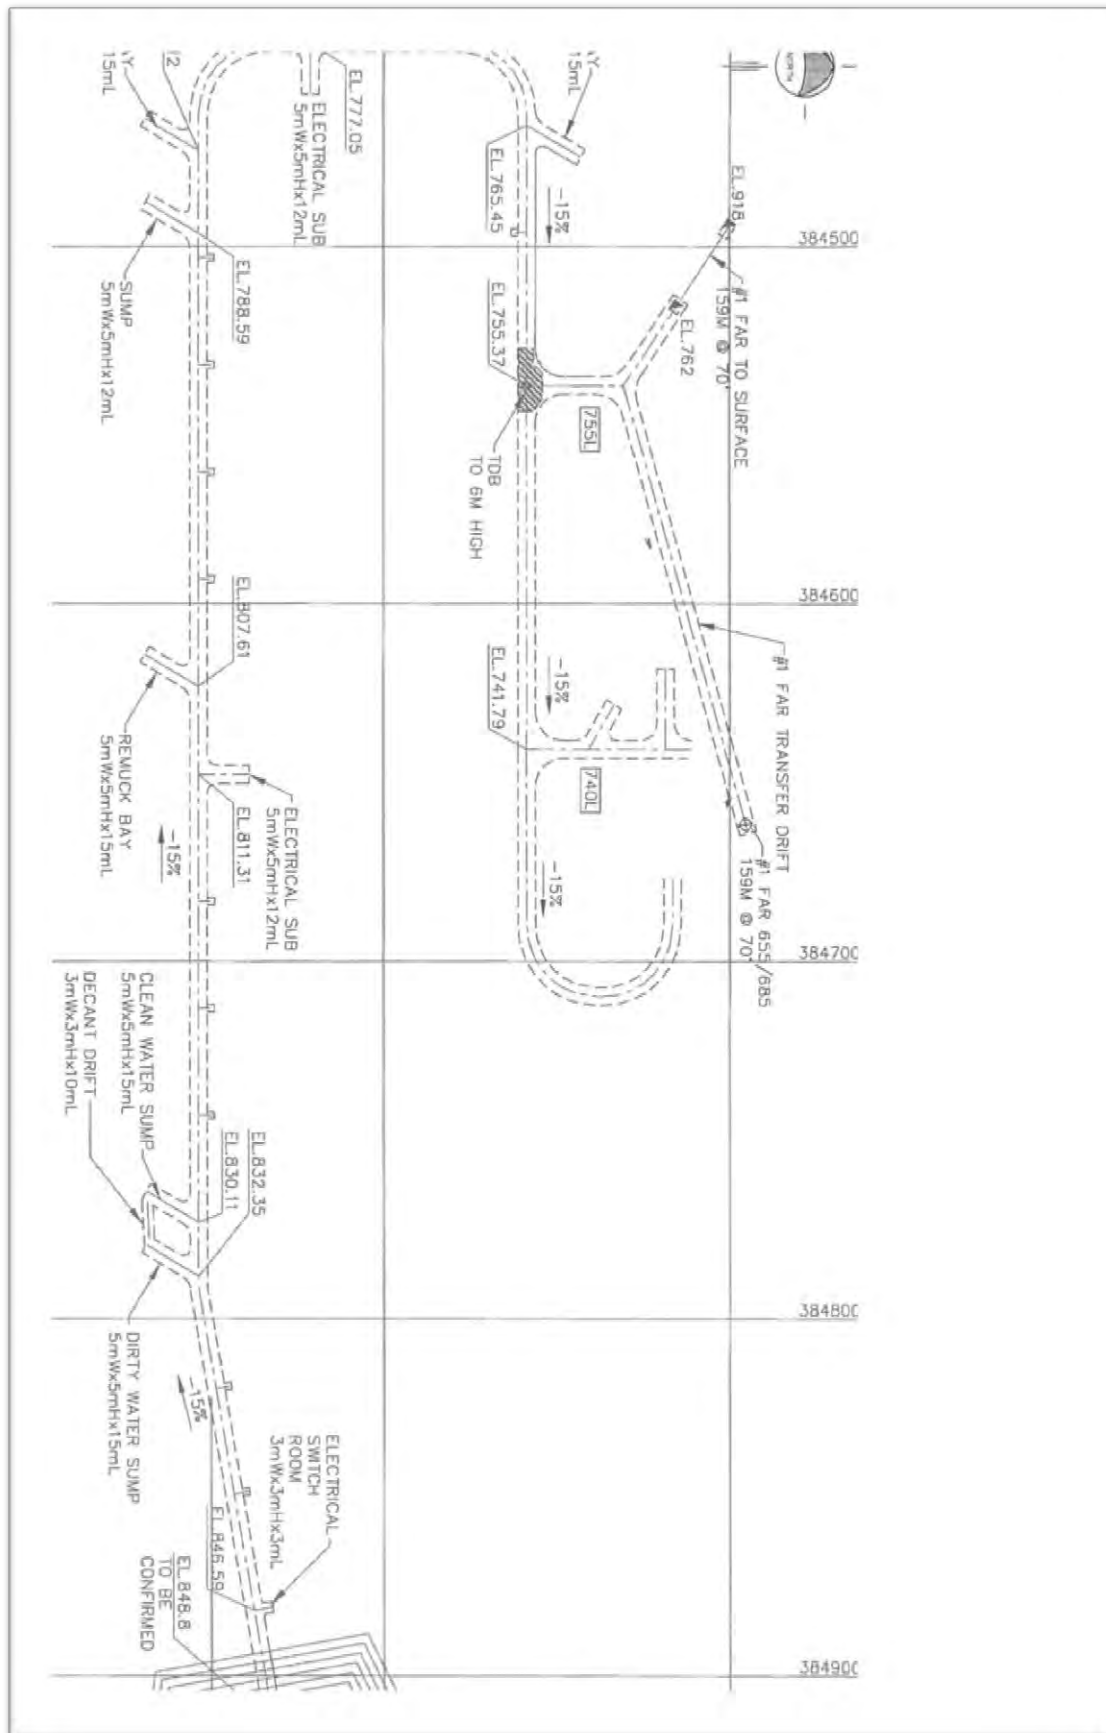 NORTH
384500
384600
384700
384800
384900
EL.918
#1 FAR TO SURFACE
159M @ 70°
EL.762
755L
#1 FAR TRANSFER DRIFT
#1 FAR 655/685
159M @ 70°
15mL
EL.765.45
-15%
EL.755.37
TDB
TO 6M HIGH
-15%
EL.741.79
740L
-15%
EL.777.05
ELECTRICAL SUB
5mWx5mHx12mL
15mL
EL.788.59
SUMP
5mWx5mHx12mL
EL.807.61
REMUCK BAY
5mWx5mHx15mL
-15%
EL.811.31
ELECTRICAL SUB
5mWx5mHx12mL
CLEAN WATER SUMP
5mWx5mHx15mL
DECANT DRIFT
3mWx3mHx10mL
EL.832.35
EL.830.11
DIRTY WATER SUMP
5mWx5mHx15mL
-15%
ELECTRICAL
SWITCH
ROOM
3mWx3mHx3mL
EL.846.59
EL.848.8
TO BE
CONFIRMED